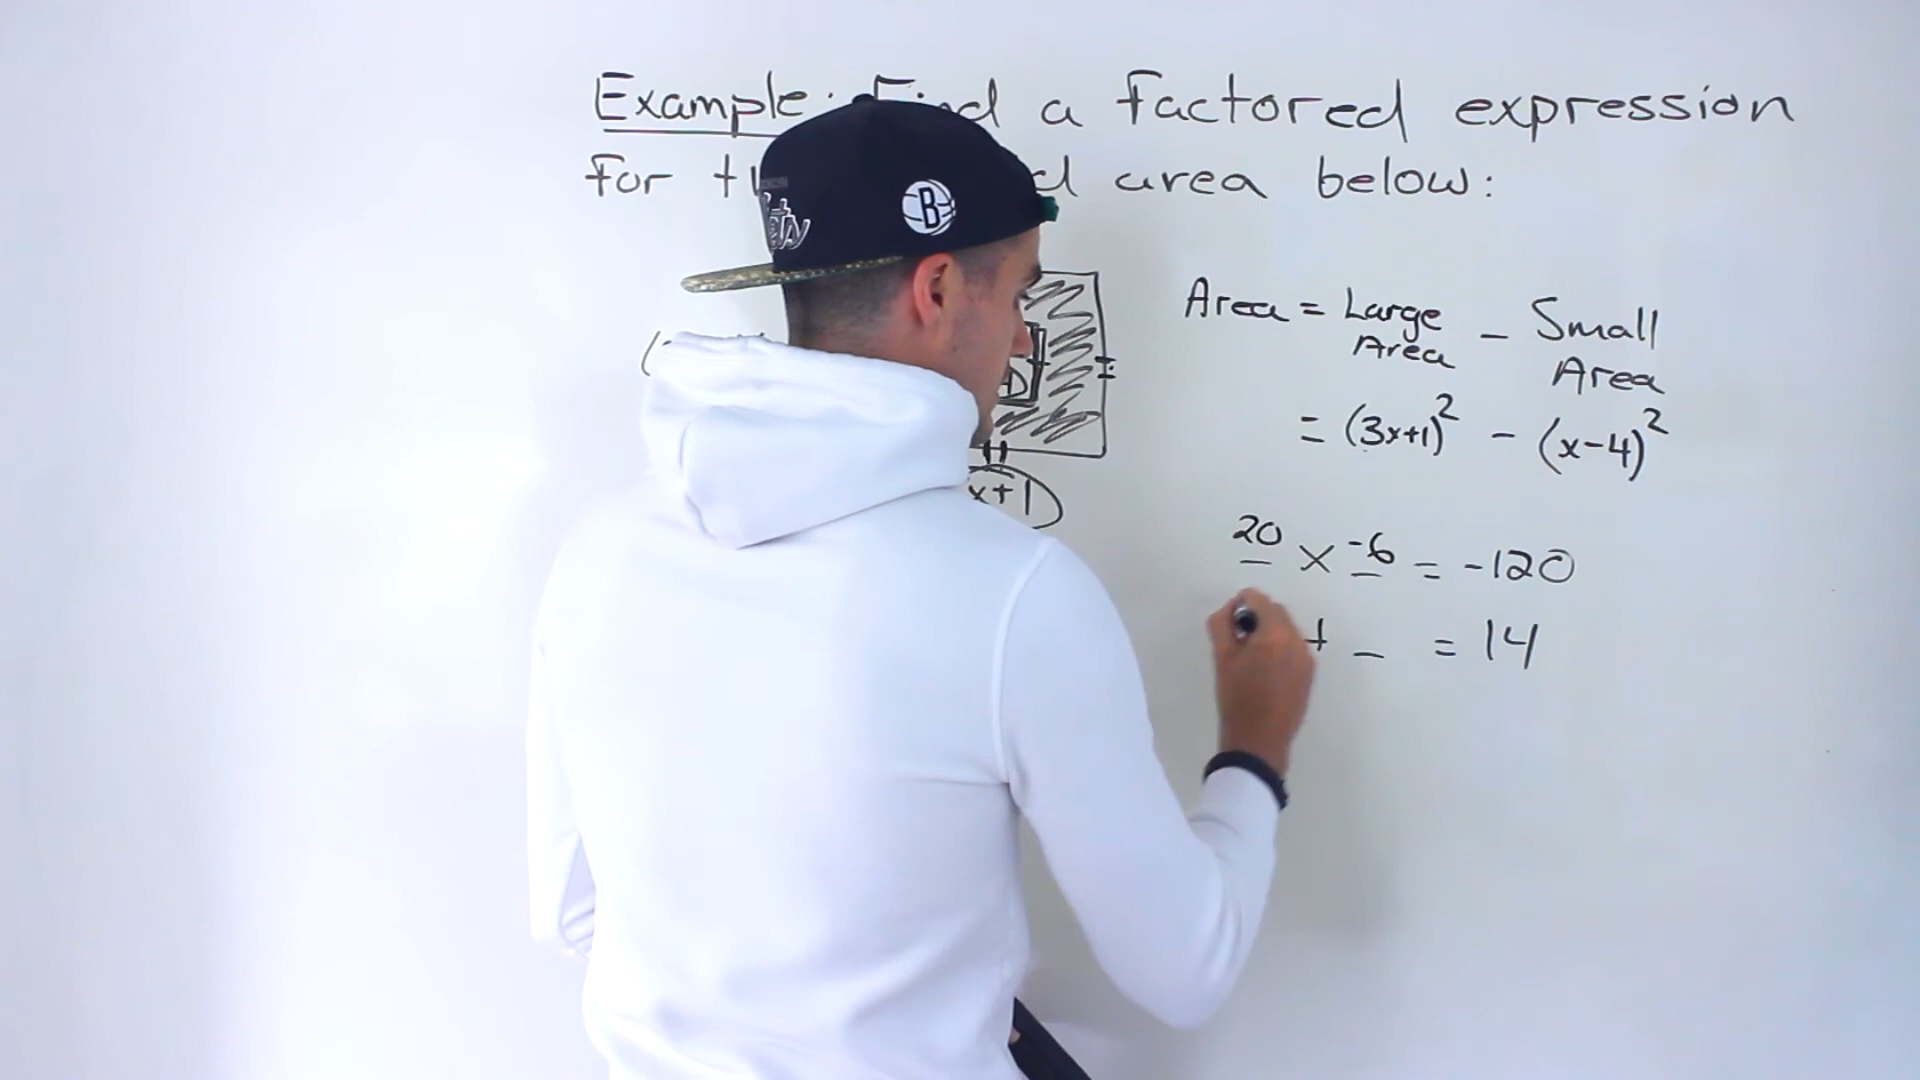 Example: Find a factored expression
for area below:
Area = Large Area - Small Area
= (3x+1)² - (x-4)²
x+1
20 × -6 = -120
+ _ = 14
B